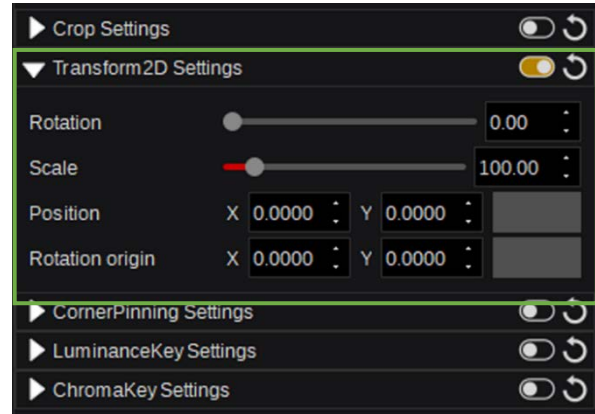 Crop Settings
Transform2D Settings
Rotation 0.00
Scale 100.00
Position X 0.0000 Y 0.0000
Rotation origin X 0.0000 Y 0.0000
CornerPinning Settings
LuminanceKey Settings
ChromaKey Settings